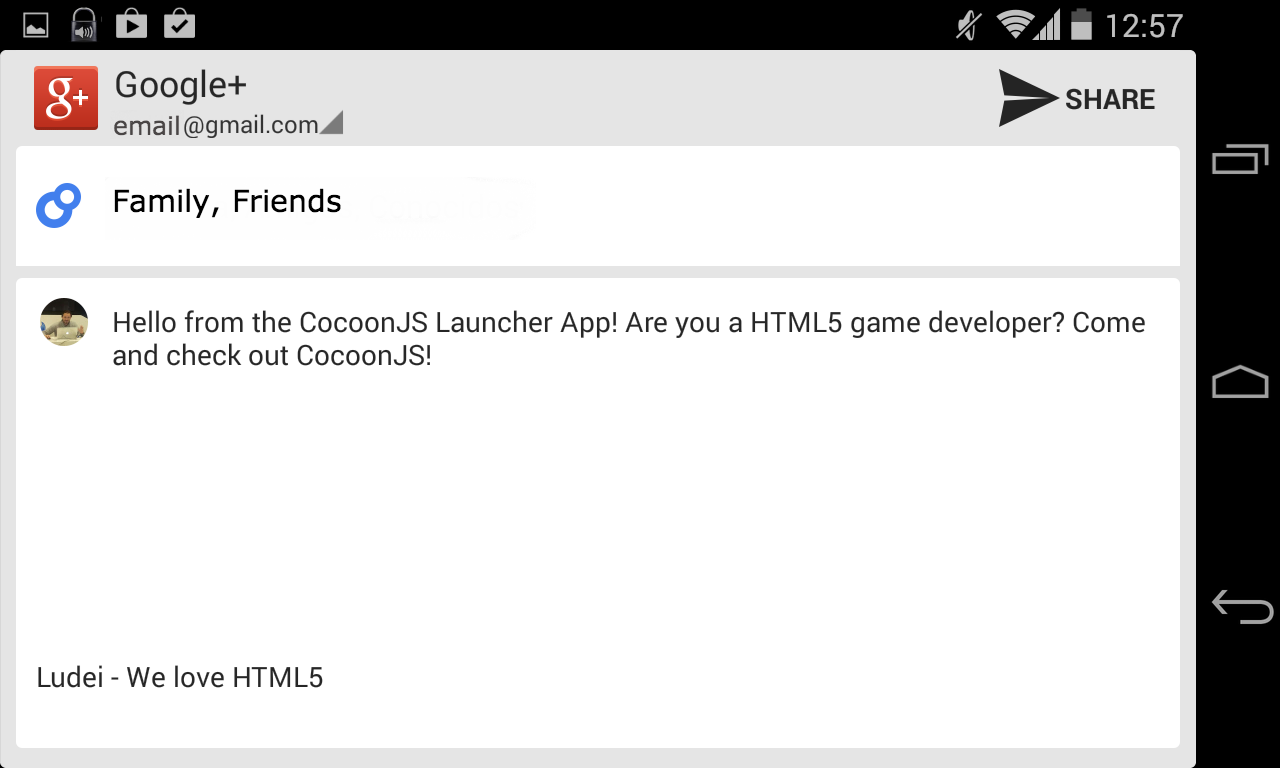 12:57
g+
Google+
email@gmail.com
SHARE
Family, Friends
Hello from the CocoonJS Launcher App! Are you a HTML5 game developer? Come
and check out CocoonJS!
Ludei - We love HTML5